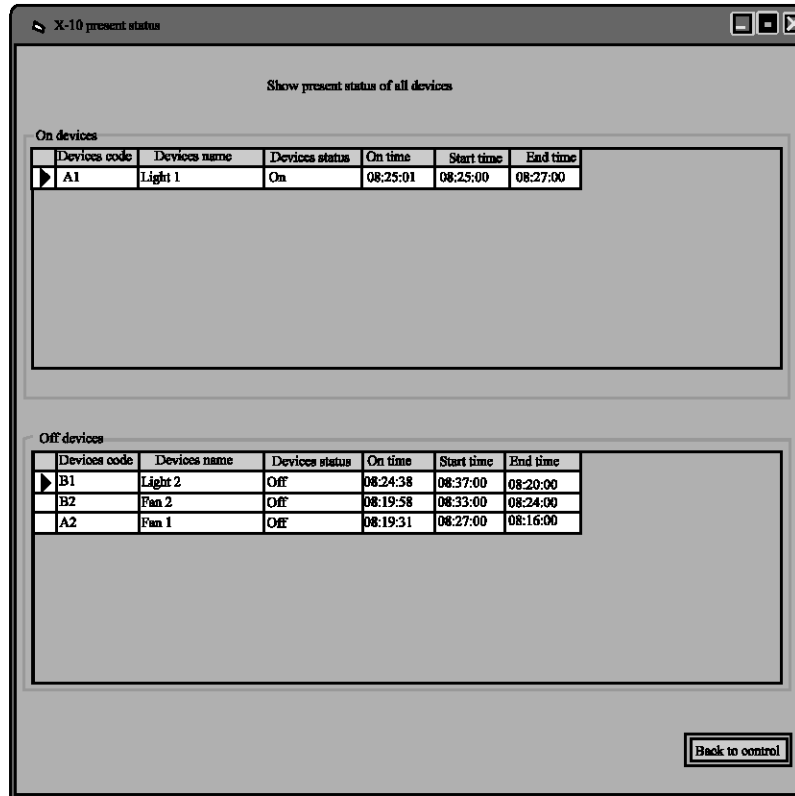 X-10 present status
Show present status of all devices
On devices
Devices code Devices name Devices status On time Start time End time
A1 Light 1 On 08:25:01 08:25:00 08:27:00
Off devices
Devices code Devices name Devices status On time Start time End time
B1 Light 2 Off 08:24:38 08:37:00 08:20:00
B2 Fan 2 Off 08:19:58 08:33:00 08:24:00
A2 Fan 1 Off 08:19:31 08:27:00 08:16:00
Back to control